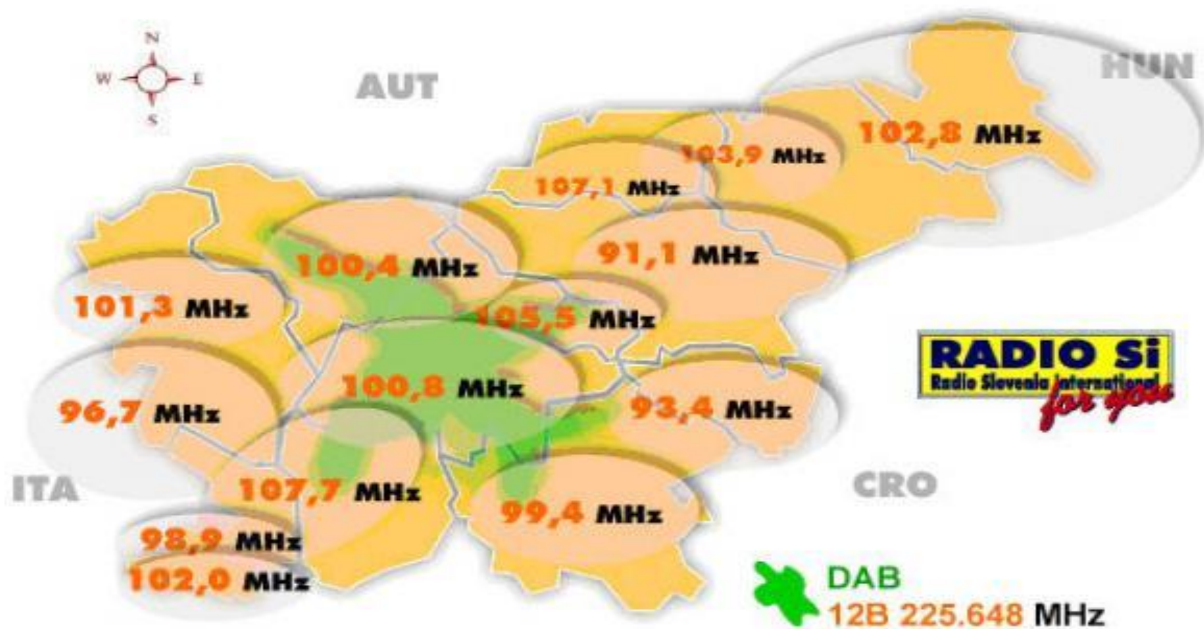 N
W E
S
AUT
HUN
102,8 MHz
103,9 MHz
107,1 MHz
91,1 MHz
100,4 MHz
101,3 MHz
105,5 MHz
RADIO Si
Radio Slovenia International
for you
100,8 MHz
93,4 MHz
96,7 MHz
ITA
107,7 MHz
CRO
99,4 MHz
98,9 MHz
102,0 MHz
DAB
12B 225.648 MHz